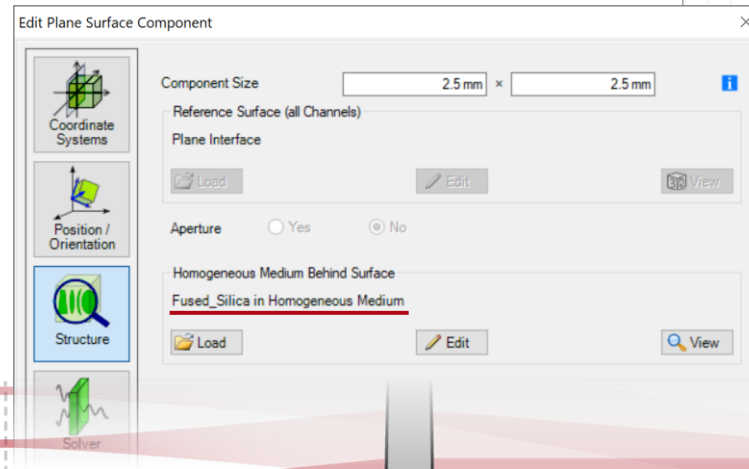 Edit Plane Surface Component
Coordinate
Systems
Position /
Orientation
Structure
Solver
Component Size 2.5 mm × 2.5 mm
Reference Surface (all Channels)
Plane Interface
Load Edit 3D View
Aperture Yes No
Homogeneous Medium Behind Surface
Fused_Silica in Homogeneous Medium
Load Edit View